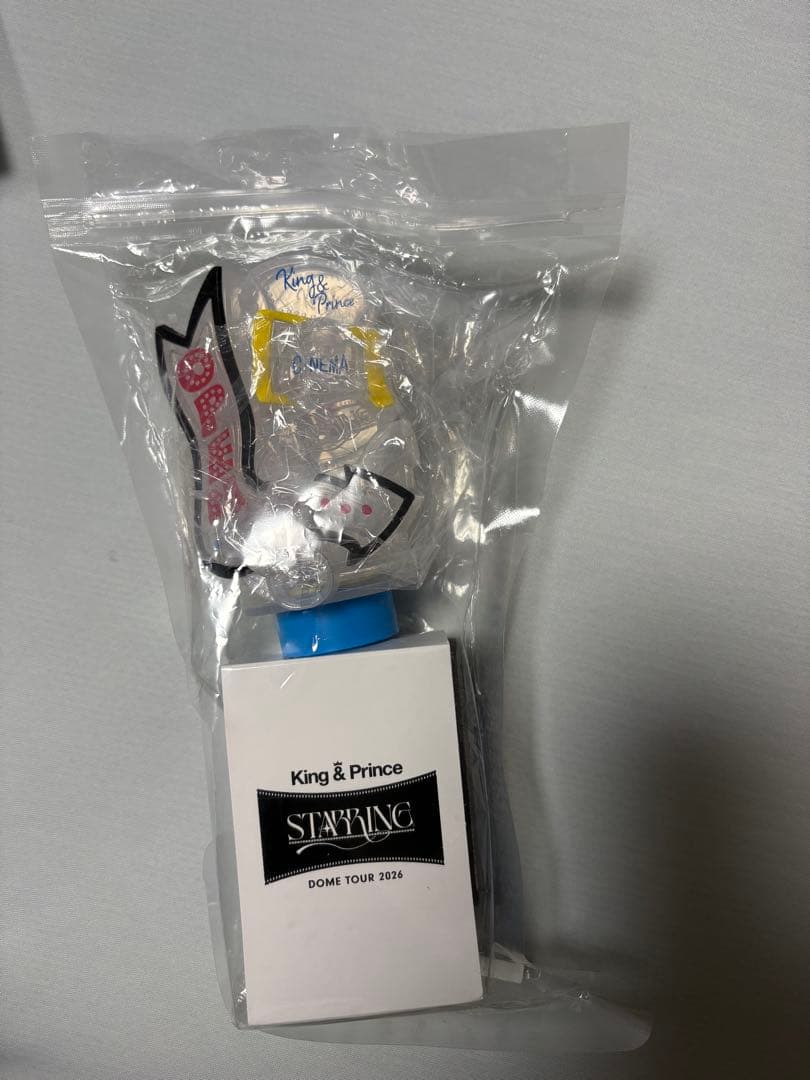 King &
Prince
CINEMA
King & Prince
STARRING
DOME TOUR 2026